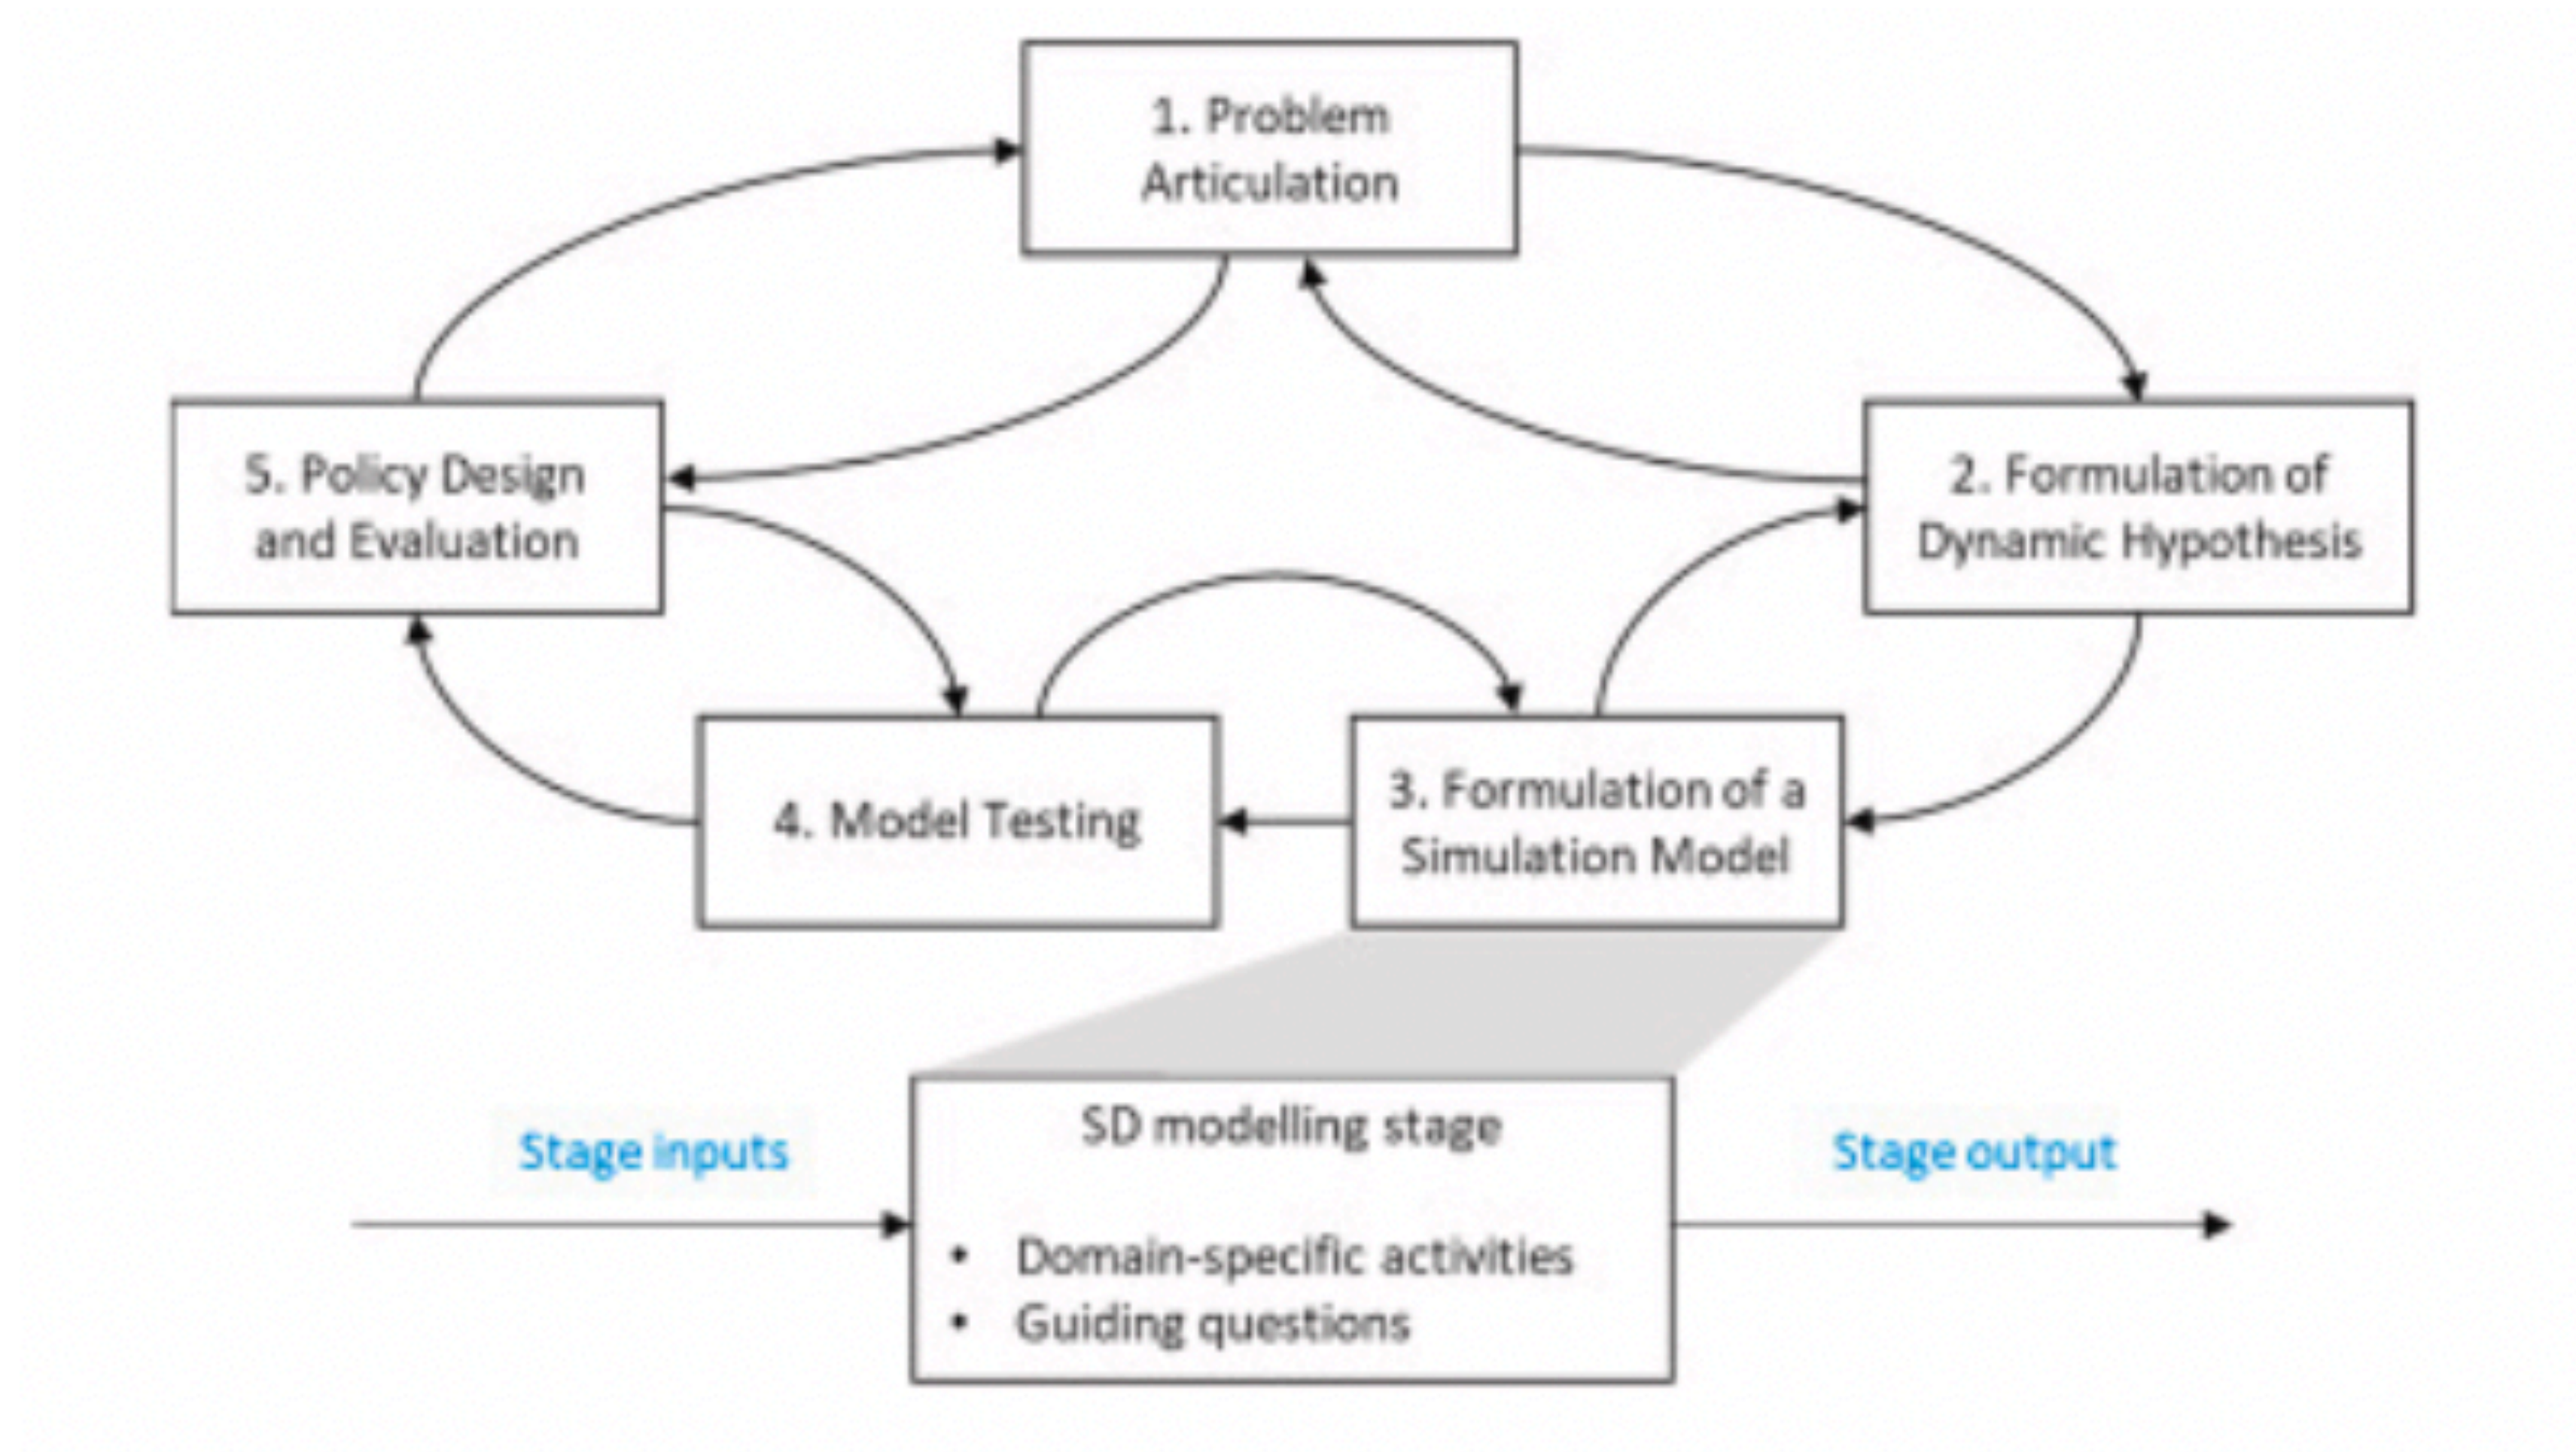 1. Problem
Articulation
5. Policy Design
and Evaluation
2. Formulation of
Dynamic Hypothesis
4. Model Testing
3. Formulation of a
Simulation Model
SD modelling stage
Stage inputs
Stage output
• Domain-specific activities
• Guiding questions